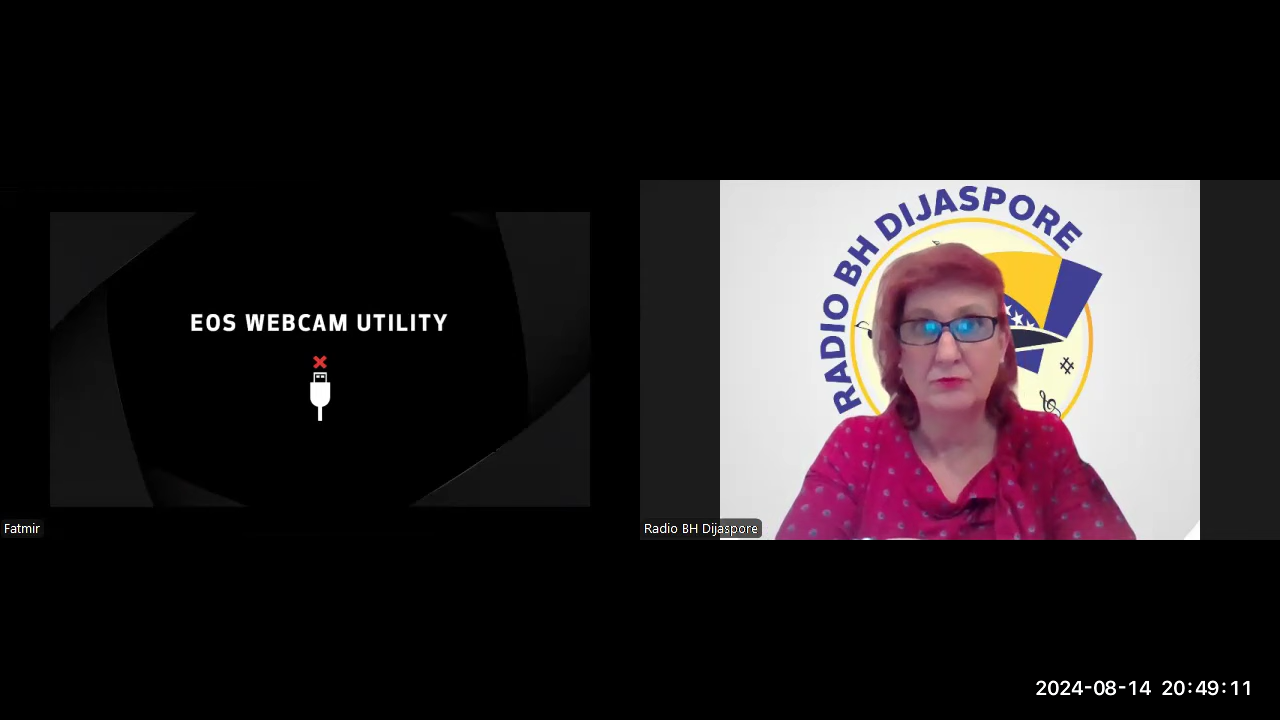 EOS WEBCAM UTILITY
Fatmir
RADIO BH DIJASPORE
Radio BH Dijaspore
2024-08-14 20:49:11